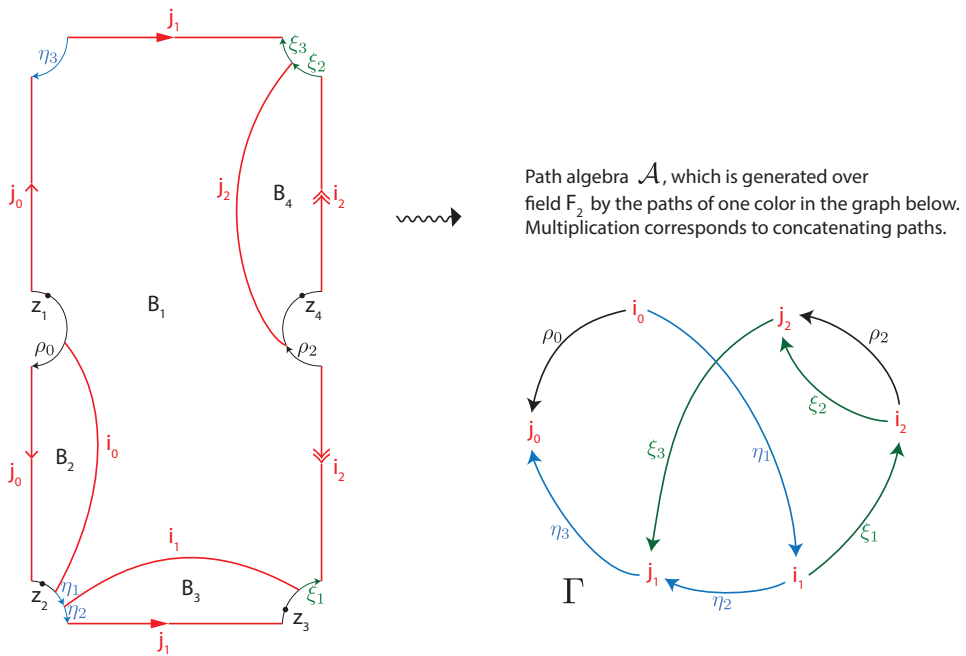 j₁
η₃
ξ₃
ξ₂
j₀
j₂
B₄
i₂
z₁
B₁
z₄
ρ₀
ρ₂
j₀
B₂
i₀
i₂
i₁
z₂
η₁
η₂
B₃
z₃
ξ₁
j₁
Path algebra 𝒜, which is generated over
field F₂ by the paths of one color in the graph below.
Multiplication corresponds to concatenating paths.
ρ₀
i₀
j₂
ρ₂
ξ₂
i₂
j₀
ξ₃
η₁
η₃
ξ₁
j₁
i₁
Γ
η₂